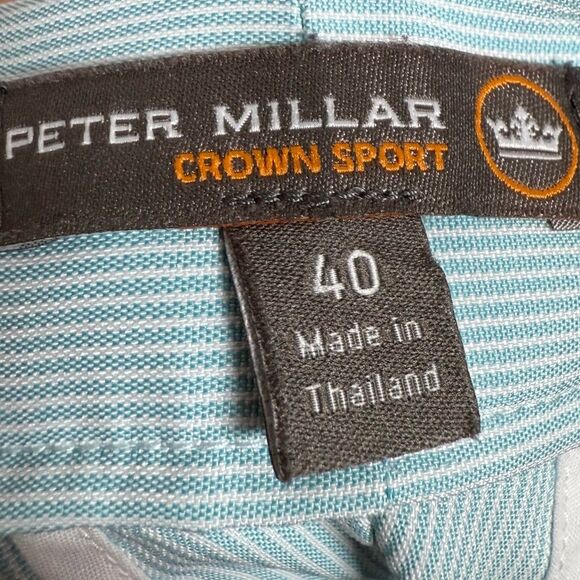 PETER MILLAR
CROWN SPORT
40
Made in
Thailand